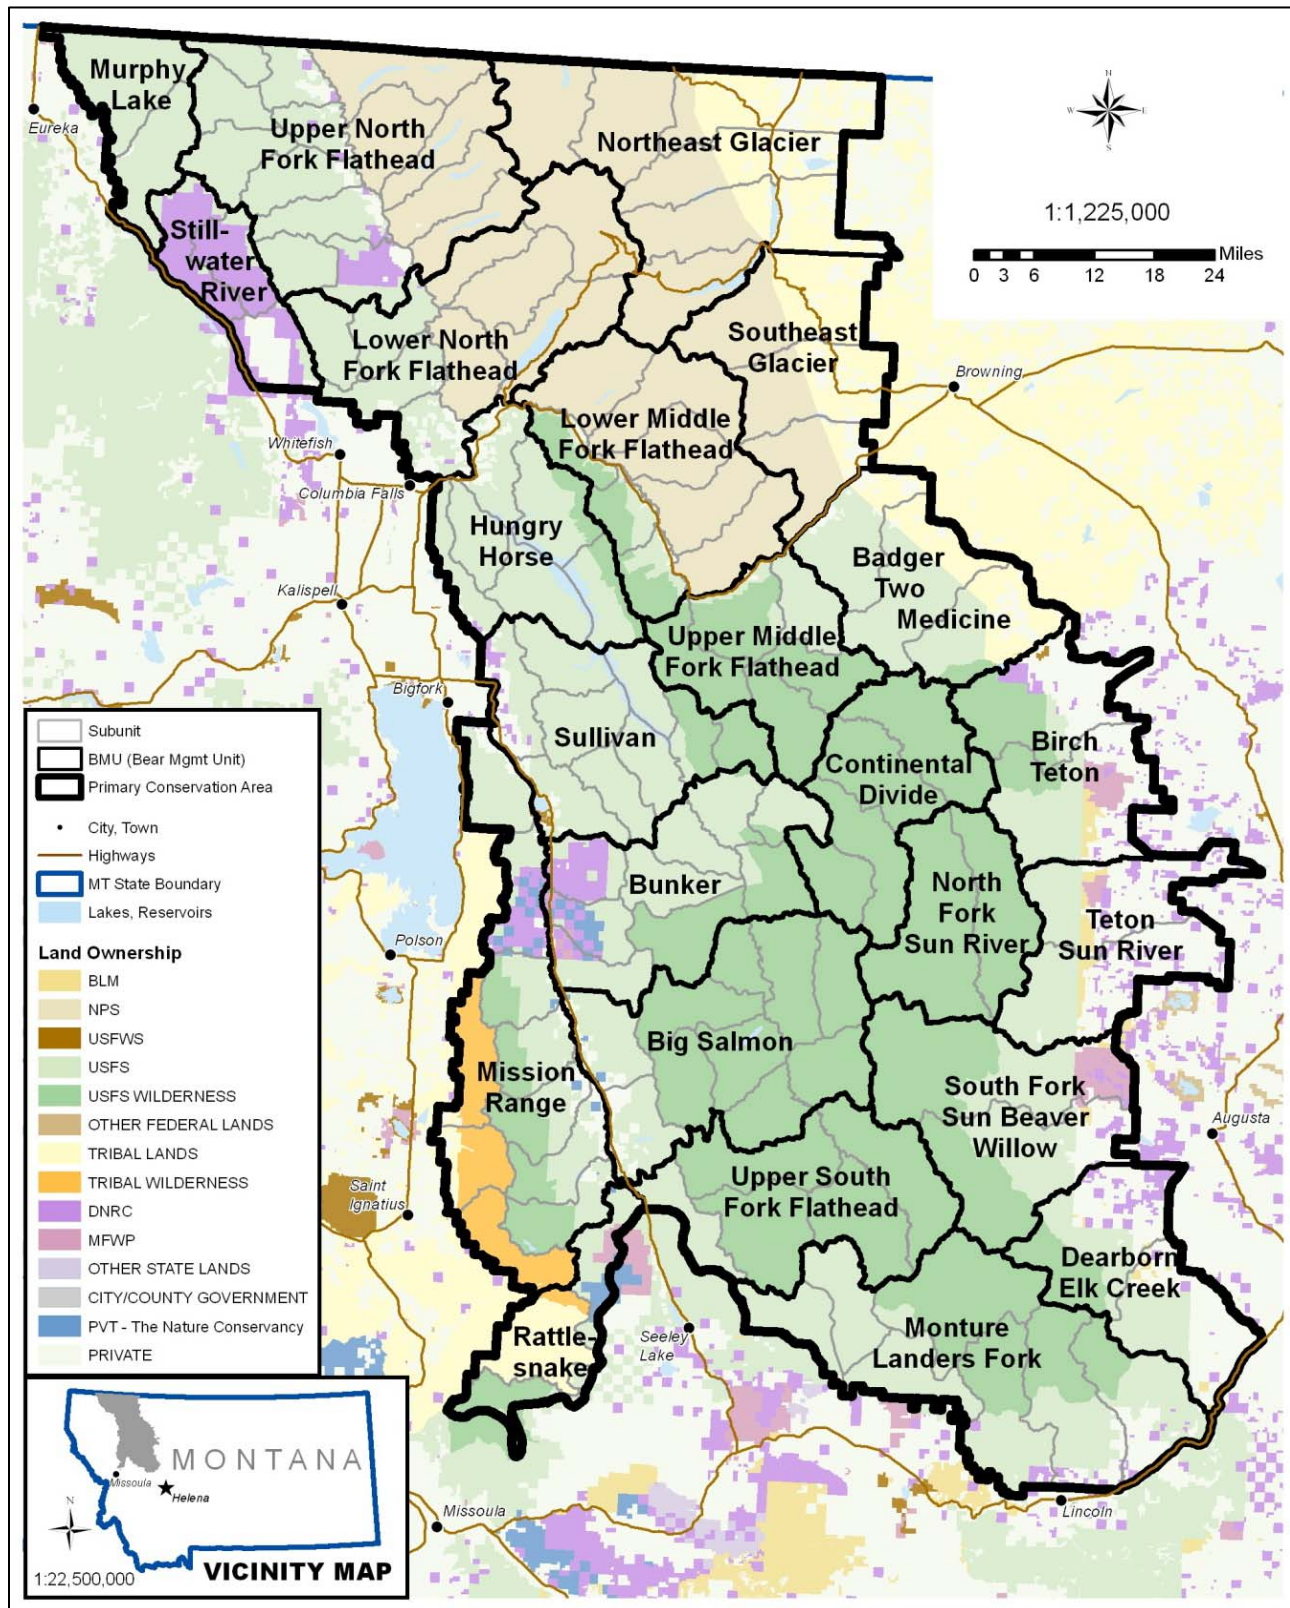 Murphy
Lake
Eureka
Upper North
Fork Flathead
Northeast Glacier
N
W
E
S
1:1,225,000
Miles
0 3 6 12 18 24
Still-
water
River
Lower North
Fork Flathead
Southeast
Glacier
Browning
Whitefish
Columbia Falls
Lower Middle
Fork Flathead
Hungry
Horse
Badger
Two
Medicine
Kalispell
Upper Middle
Fork Flathead
Bigfork
Sullivan
Continental
Divide
Birch
Teton
Bunker
North
Fork
Sun River
Teton
Sun River
Polson
Big Salmon
Mission
Range
South Fork
Sun Beaver
Willow
Augusta
Saint
Ignatius
Upper South
Fork Flathead
Dearborn
Elk Creek
Rattle-
snake
Seeley
Lake
Monture
Landers Fork
Missoula
Lincoln
Subunit
BMU (Bear Mgmt Unit)
Primary Conservation Area
City, Town
Highways
MT State Boundary
Lakes, Reservoirs
Land Ownership
BLM
NPS
USFWS
USFS
USFS WILDERNESS
OTHER FEDERAL LANDS
TRIBAL LANDS
TRIBAL WILDERNESS
DNRC
MFWP
OTHER STATE LANDS
CITY/COUNTY GOVERNMENT
PVT - The Nature Conservancy
PRIVATE
MONTANA
Missoula
Helena
N
1:22,500,000
VICINITY MAP